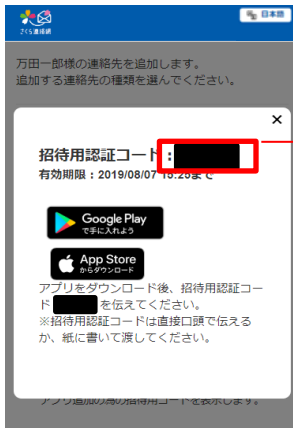 さくら連絡網
日本語
万田一郎様の連絡先を追加します。
追加する連絡先の種類を選んでください。
×
招待用認証コード：
有効期限：2019/08/07 15:25まで
Google Play
で手に入れよう
App Store
からダウンロード
アプリをダウンロード後、招待用認証コー
ド を伝えてください。
※招待用認証コードは直接口頭で伝える
か、紙に書いて渡してください。
アプリ追加の為の招待用コードを表示します。